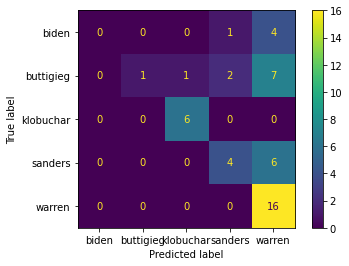 biden 0 0 0 1 4
buttigieg 0 1 1 2 7
klobuchar 0 0 6 0 0
sanders 0 0 0 4 6
warren 0 0 0 0 16
biden buttigieg klobuchar sanders warren
Predicted label
True label
16
14
12
10
8
6
4
2
0